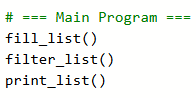 # === Main Program ===
fill_list()
filter_list()
print_list()